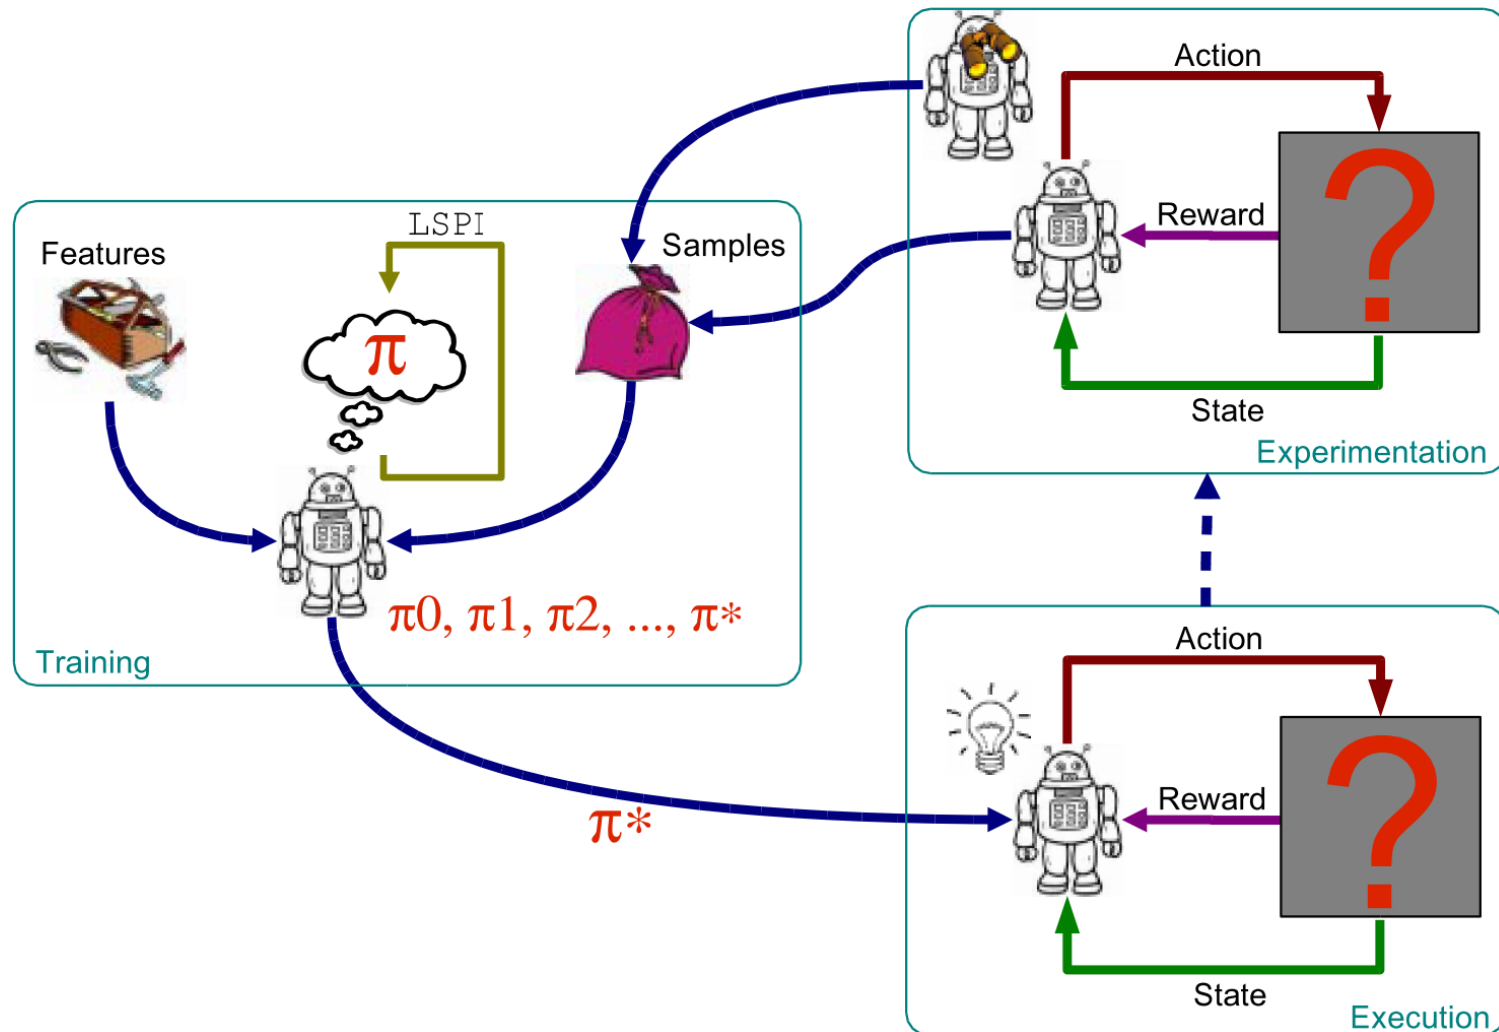 Action
?
Reward
State
Experimentation
LSPI
Features
Samples
π
π0, π1, π2, ..., π*
Training
π*
Action
?
Reward
State
Execution